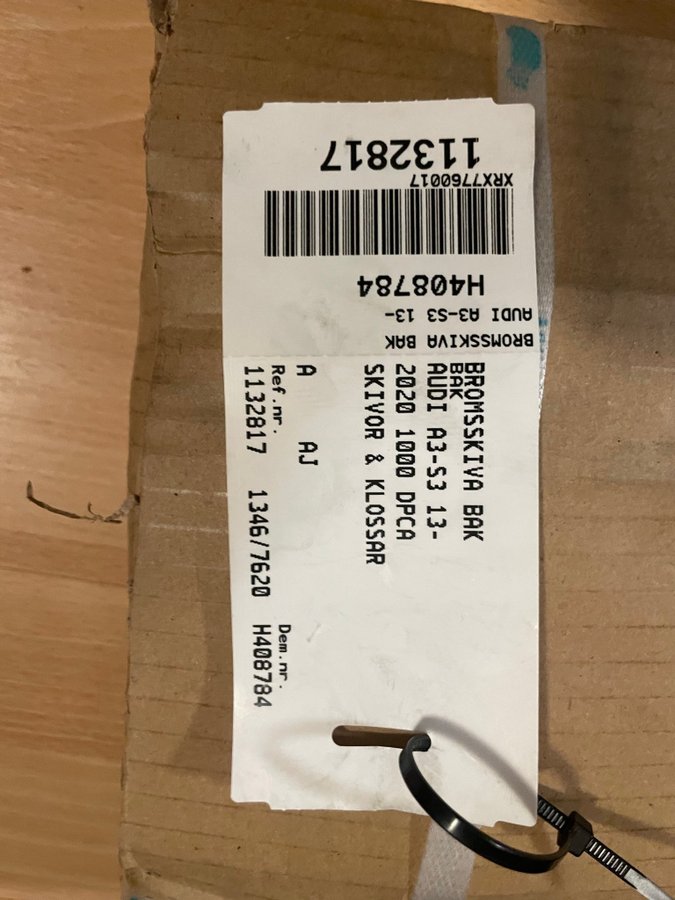 1132817
XRX7760017
H408784
AUDI A3-S3 13-
BROMSSKIVA BAK
BROMSSKIVA BAK
BAK
AUDI A3-S3 13-
2020 1000 DPCA
SKIVOR & KLOSSAR
A AJ
Ref.nr. Dem.nr.
1132817 1346/7620 H408784